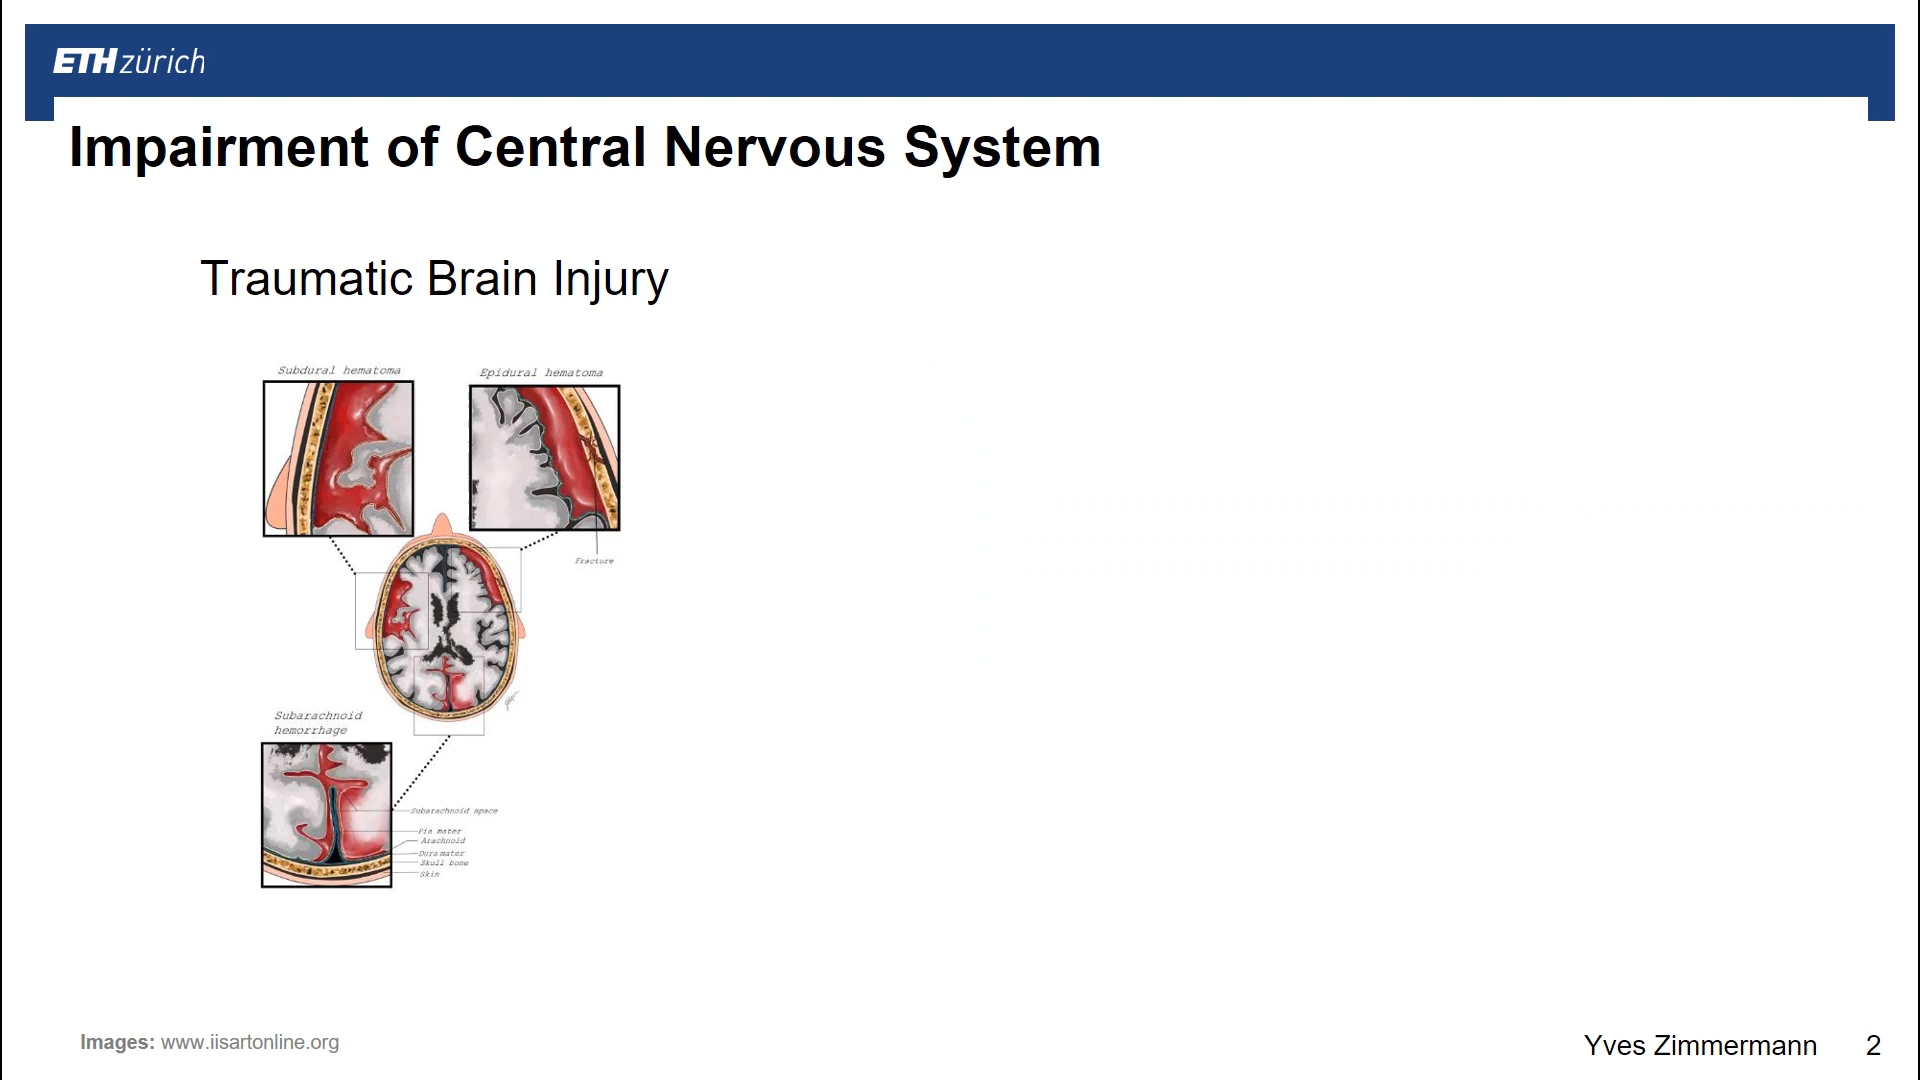 ETH zürich
Impairment of Central Nervous System
Traumatic Brain Injury
Subdural hematoma
Epidural hematoma
Fracture
Subarachnoid
hemorrhage
Subarachnoid space
Pia mater
Arachnoid
Dura mater
Skull bone
Skin
Images: www.iisartonline.org
Yves Zimmermann 2